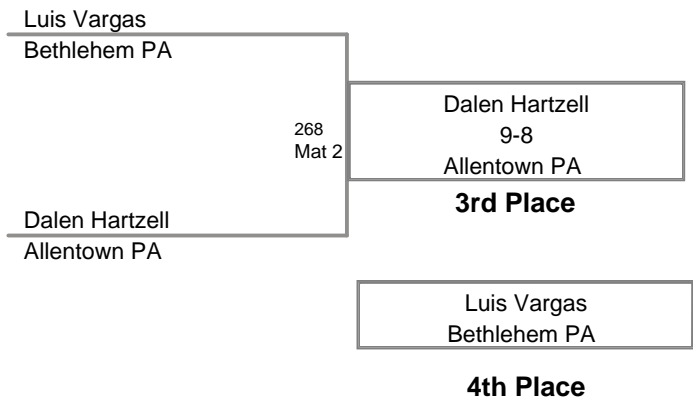 Luis Vargas
Bethlehem PA
268
Mat 2
Dalen Hartzell
9-8
Allentown PA
3rd Place
Dalen Hartzell
Allentown PA
Luis Vargas
Bethlehem PA
4th Place